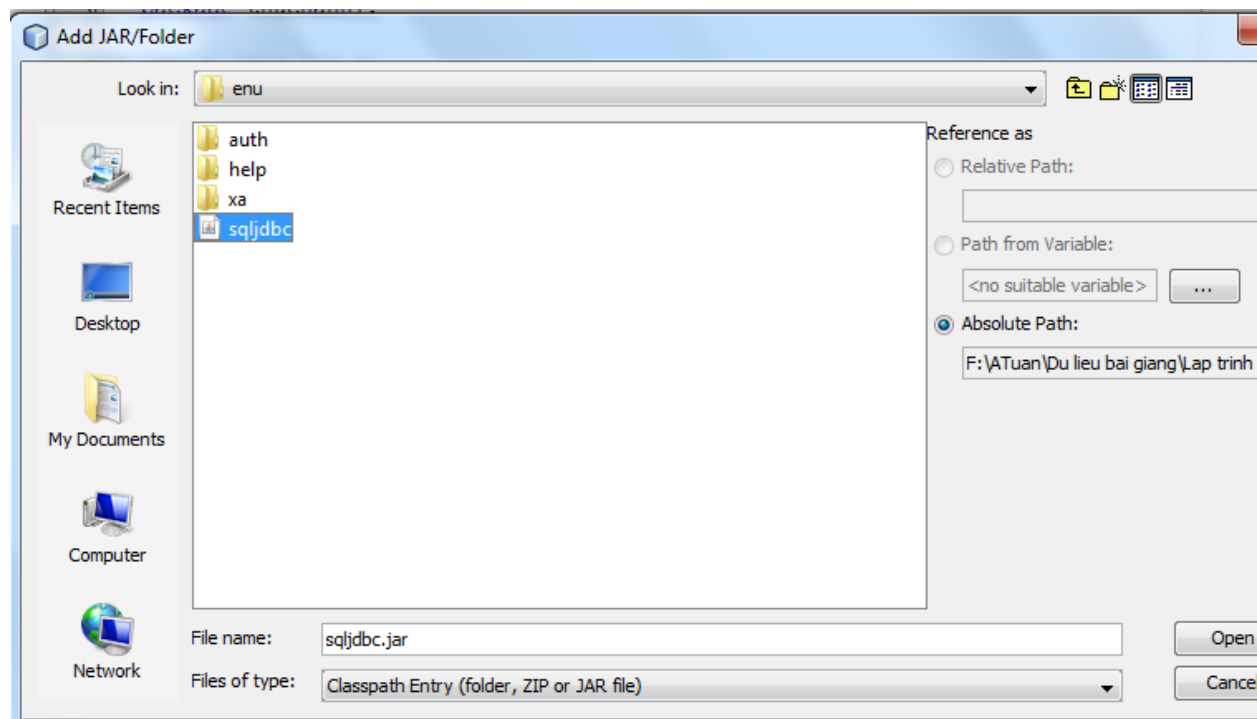 Add JAR/Folder
Look in:
enu
auth
help
xa
sqljdbc
Recent Items
Desktop
My Documents
Computer
Network
Reference as
Relative Path:
Path from Variable:
<no suitable variable>
...
Absolute Path:
F:\ATuan\Du lieu bai giang\Lap trinh
File name:
sqljdbc.jar
Open
Files of type:
Classpath Entry (folder, ZIP or JAR file)
Cancel